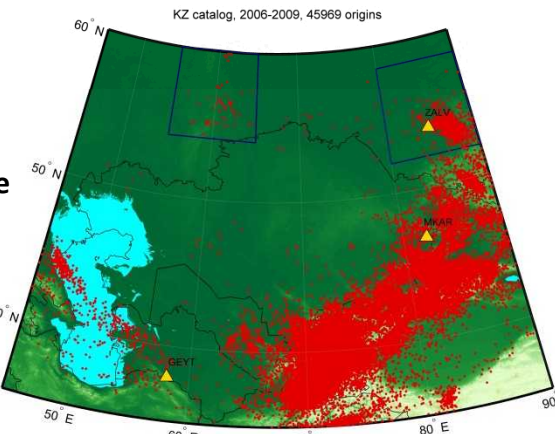 KZ catalog, 2006-2009, 45969 origins
60° N
ZALV
50° N
e
MKAR
° N
GEYT
50° E
80° E